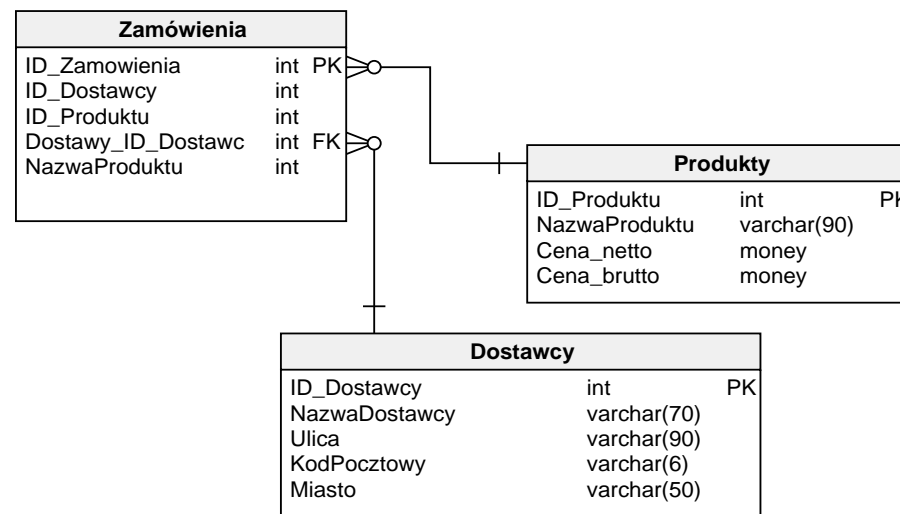 Zamówienia
ID_Zamowienia int PK
ID_Dostawcy int
ID_Produktu int
Dostawy_ID_Dostawc int FK
NazwaProduktu int
Produkty
ID_Produktu int PK
NazwaProduktu varchar(90)
Cena_netto money
Cena_brutto money
Dostawcy
ID_Dostawcy int PK
NazwaDostawcy varchar(70)
Ulica varchar(90)
KodPocztowy varchar(6)
Miasto varchar(50)